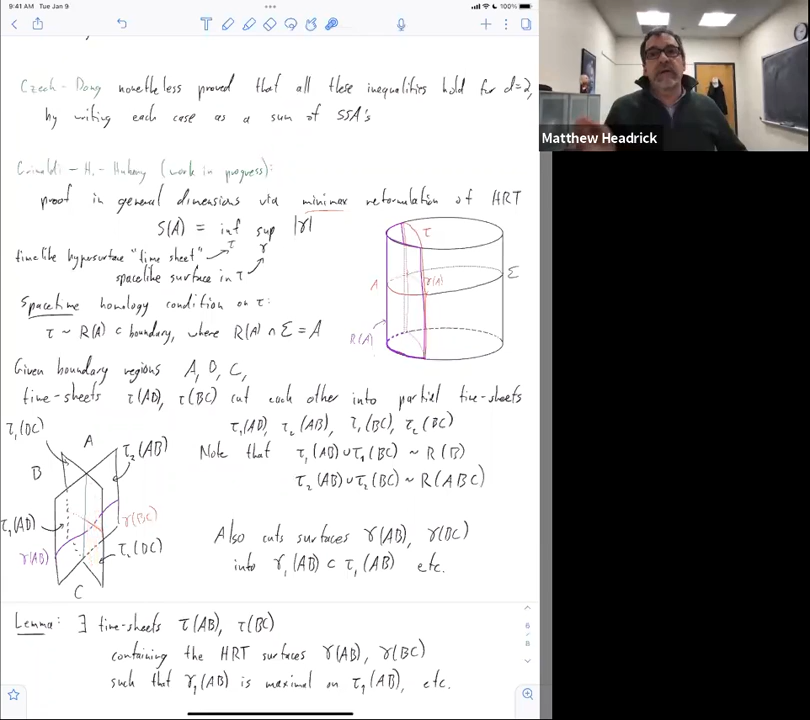 9:41 AM Tue Jan 9
100%
Czech - Dong nonetheless proved that all these inequalities hold for d=2,
by writing each case as a sum of SSA's
Grimaldi - H. - Hubeny (work in progress):
proof in general dimensions via minimax reformulation of HRT
S(A) = inf sup |γ|
τ γ
timelike hypersurface "time sheet"
spacelike surface in τ
Spacetime homology condition on τ:
τ ~ R(A) ⊂ boundary, where R(A) ∩ Σ = A
τ
A
γ(A)
Σ
R(A)
Given boundary regions A, B, C,
time-sheets τ(AB), τ(BC) cut each other into partial time-sheets
τ₁(AB), τ₂(AB), τ₁(BC), τ₂(BC)
Note that τ₁(AB) ∪ τ₁(BC) ~ R(B)
τ₂(AB) ∪ τ₂(BC) ~ R(ABC)
τ₁(BC)
A
τ₂(AB)
B
τ₁(AB)
γ(BC)
γ(AB)
τ₂(BC)
C
Also cuts surfaces γ(AB), γ(BC)
into γ₁(AB) ⊂ τ₁(AB) etc.
Lemma: ∃ time-sheets τ(AB), τ(BC)
containing the HRT surfaces γ(AB), γ(BC)
such that γ₁(AB) is maximal on τ₁(AB), etc.
6
8
Matthew Headrick